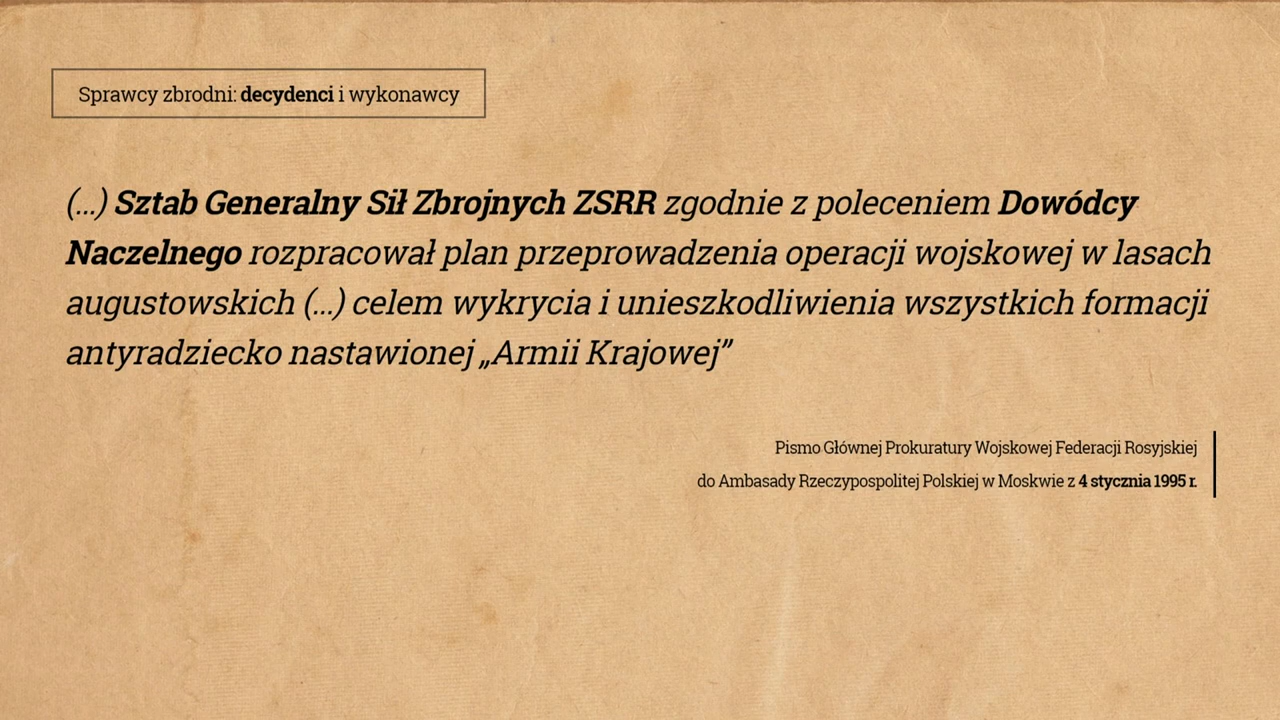 Sprawcy zbrodni: decydenci i wykonawcy
(...) Sztab Generalny Sił Zbrojnych ZSRR zgodnie z poleceniem Dowódcy
Naczelnego rozpracował plan przeprowadzenia operacji wojskowej w lasach
augustowskich (...) celem wykrycia i unieszkodliwienia wszystkich formacji
antyradziecko nastawionej „Armii Krajowej”
Pismo Głównej Prokuratury Wojskowej Federacji Rosyjskiej
do Ambasady Rzeczypospolitej Polskiej w Moskwie z 4 stycznia 1995 r.